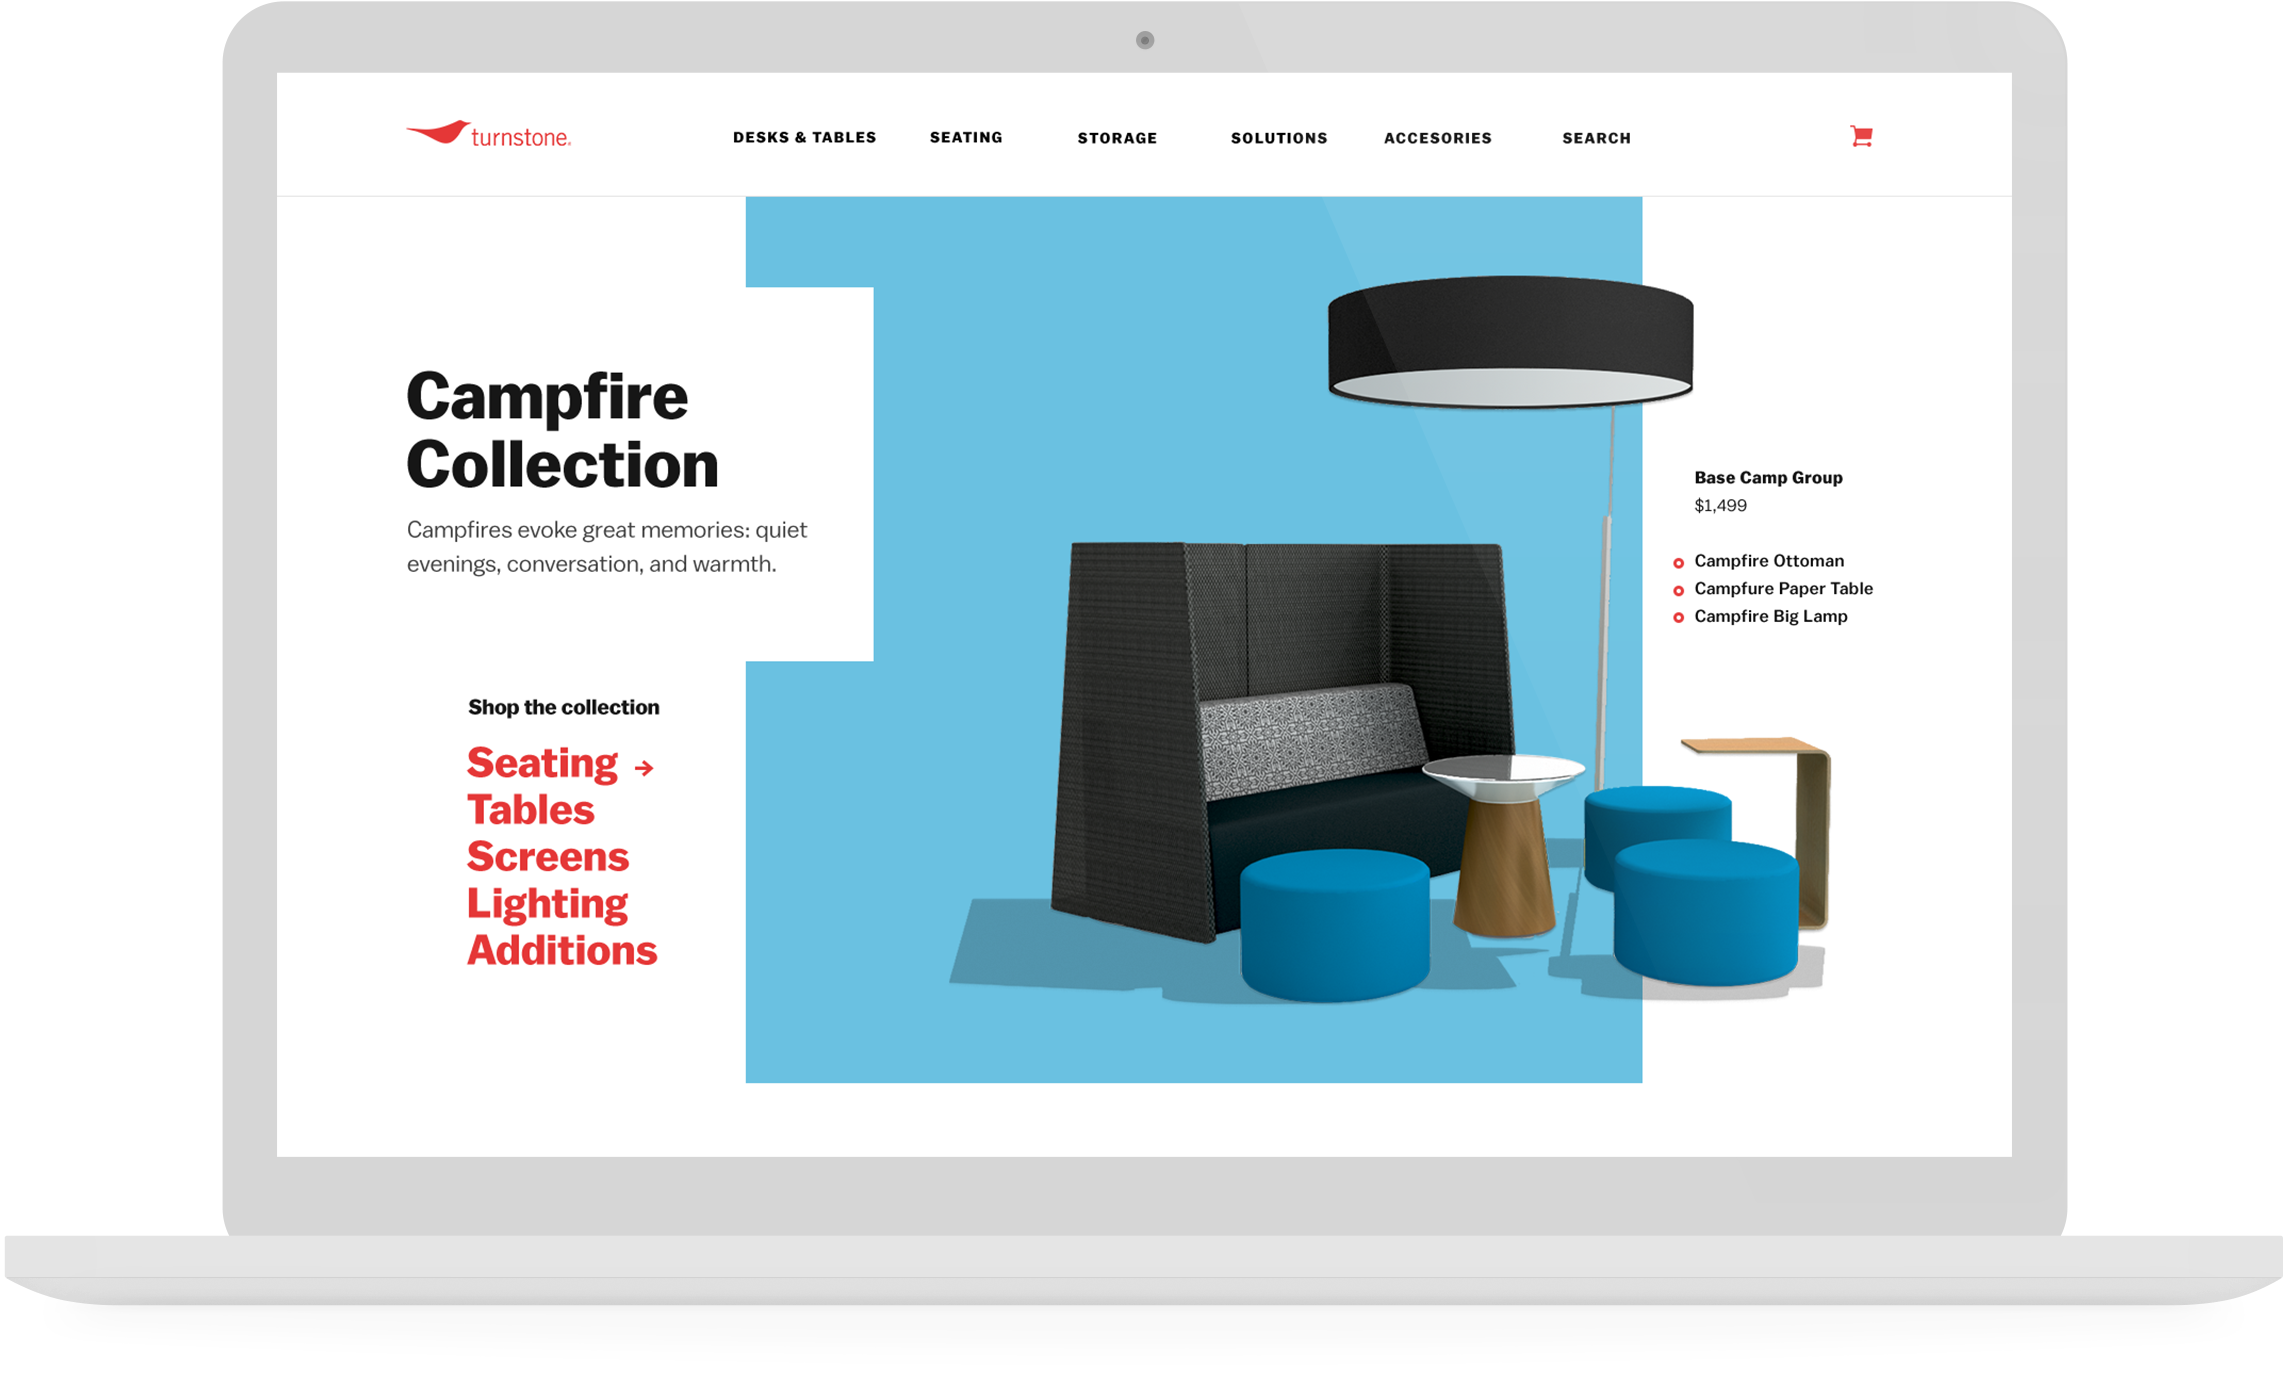 turnstone
DESKS & TABLES SEATING STORAGE SOLUTIONS ACCESORIES SEARCH
Campfire
Collection
Campfires evoke great memories: quiet
evenings, conversation, and warmth.
Shop the collection
Seating →
Tables
Screens
Lighting
Additions
Base Camp Group
$1,499
Campfire Ottoman
Campfure Paper Table
Campfire Big Lamp